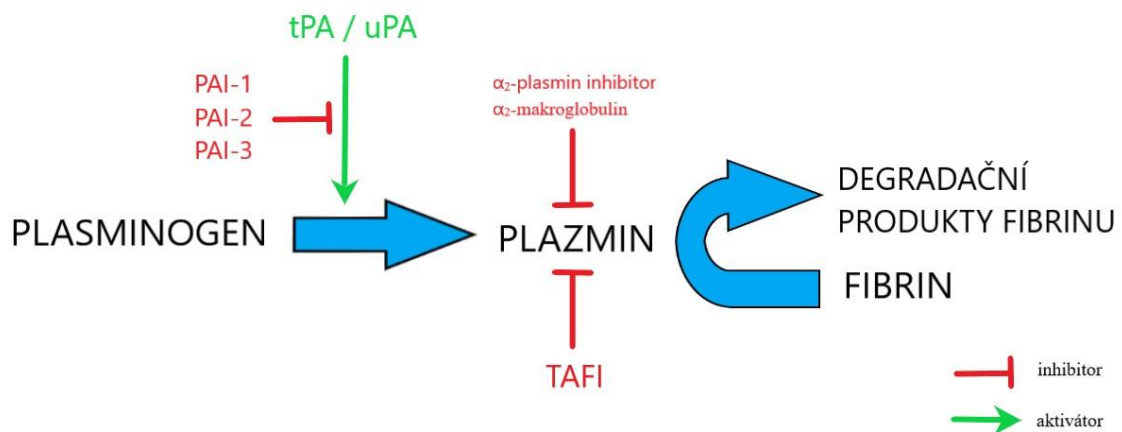 tPA / uPA
PAI-1
PAI-2
PAI-3
α₂-plasmin inhibitor
α₂-makroglobulin
PLASMINOGEN
PLAZMIN
DEGRADAČNÍ
PRODUKTY FIBRINU
FIBRIN
TAFI
inhibitor
aktivátor